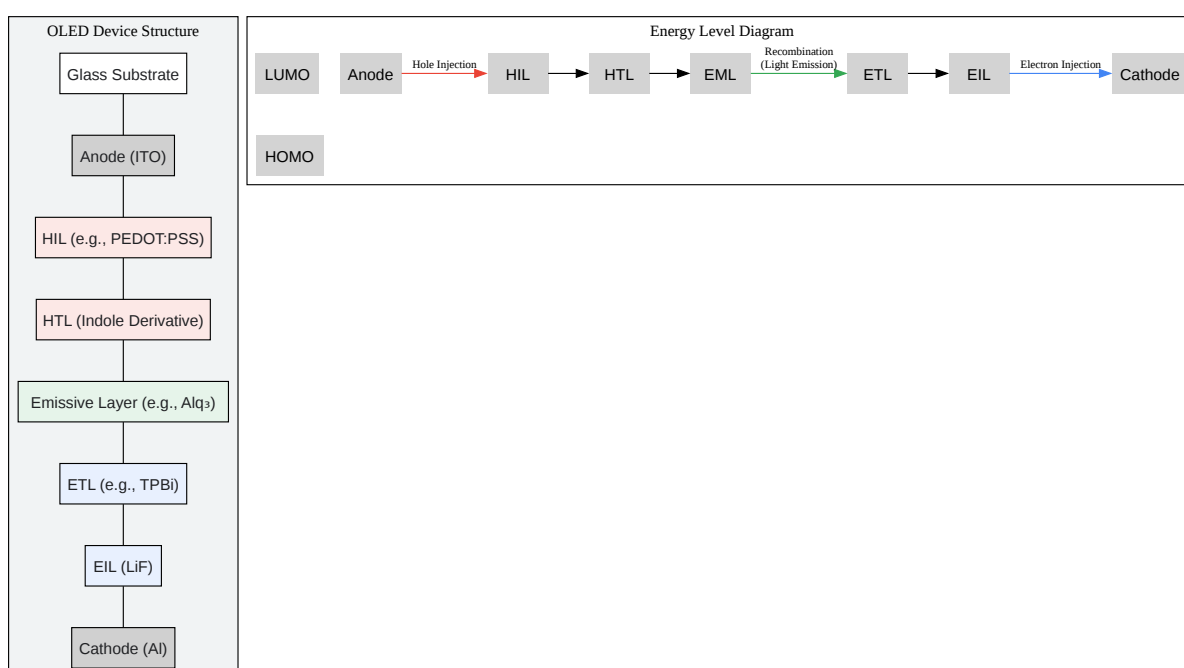 OLED Device Structure
Glass Substrate
Anode (ITO)
HIL (e.g., PEDOT:PSS)
HTL (Indole Derivative)
Emissive Layer (e.g., Alq₃)
ETL (e.g., TPBi)
EIL (LiF)
Cathode (Al)
Energy Level Diagram
LUMO
Anode
Hole Injection
HIL
HTL
EML
Recombination
(Light Emission)
ETL
EIL
Electron Injection
Cathode
HOMO